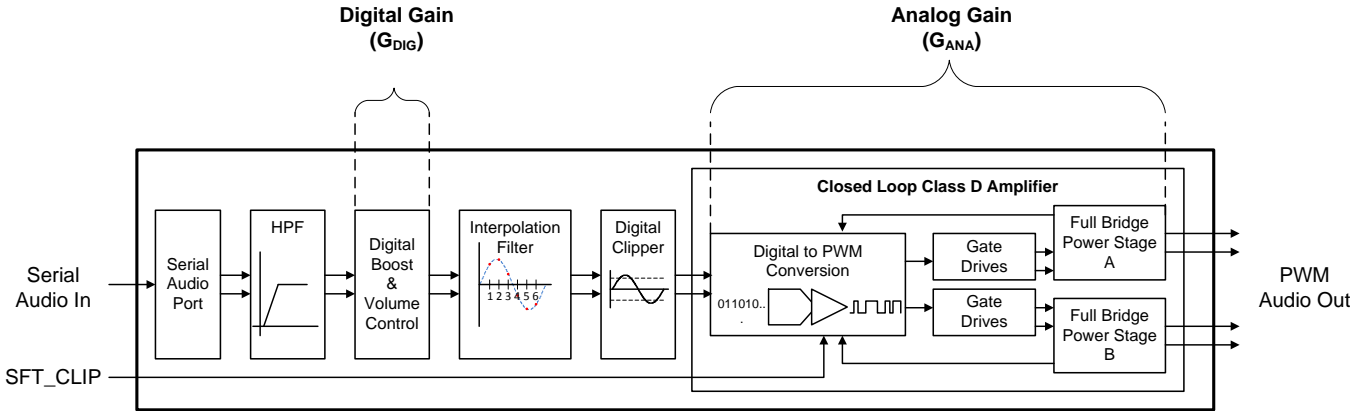 Digital Gain
(GDIG)
Analog Gain
(GANA)
Closed Loop Class D Amplifier
Serial
Audio In
Serial
Audio
Port
HPF
Digital
Boost
&
Volume
Control
Interpolation
Filter
1 2 3 4 5 6
Digital
Clipper
Digital to PWM
Conversion
011010..
.
Gate
Drives
Gate
Drives
Full Bridge
Power Stage
A
Full Bridge
Power Stage
B
PWM
Audio Out
SFT_CLIP